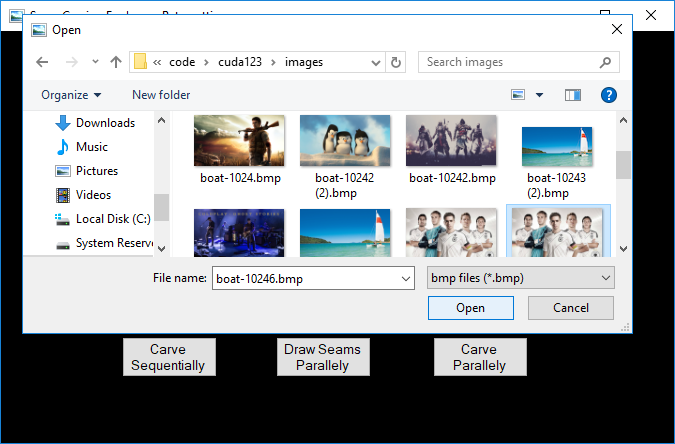 Open
« code › cuda123 › images
Search images
Organize
New folder
?
Downloads
Music
Pictures
Videos
Local Disk (C:)
System Reserve
boat-1024.bmp
boat-10242
(2).bmp
boat-10242.bmp
boat-10243
(2).bmp
File name:
boat-10246.bmp
bmp files (*.bmp)
Open
Cancel
Carve
Sequentially
Draw Seams
Parallely
Carve
Parallely